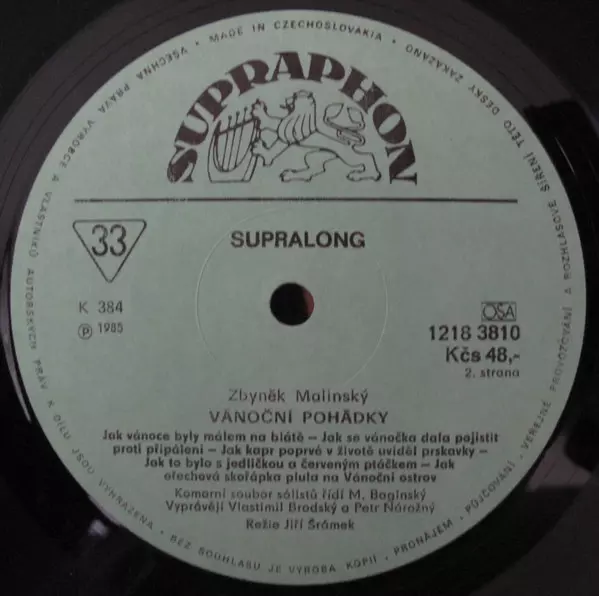 VŠECHNA PRÁVA VÝROBCE A VLASTNÍKŮ AUTORSKÝCH PRÁV K DÍLU JSOU VYHRAZENA • BEZ SOUHLASU JE VÝROBA KOPIÍ • PRONÁJEM • PŮJČOVÁNÍ • VEŘEJNÉ PROVOZOVÁNÍ A ROZHLASOVÉ ŠÍŘENÍ TÉTO DESKY ZAKÁZÁNO • MADE IN CZECHOSLOVAKIA •
SUPRAPHON
33
SUPRALONG
K 384
℗ 1985
OSA
1218 3810
Kčs 48,-
2. strana
Zbyněk Malinský
VÁNOČNÍ POHÁDKY
Jak vánoce byly málem na blátě – Jak se vánočka dala pojistit
proti připálení – Jak kapr poprvé v životě uviděl prskavky –
Jak to bylo s jedličkou a červeným ptáčkem – Jak
ořechová skořápka plula na Vánoční ostrov
Komorní soubor sólistů řídí M. Baginský
Vyprávějí Vlastimil Brodský a Petr Nárožný
Režie Jiří Šrámek